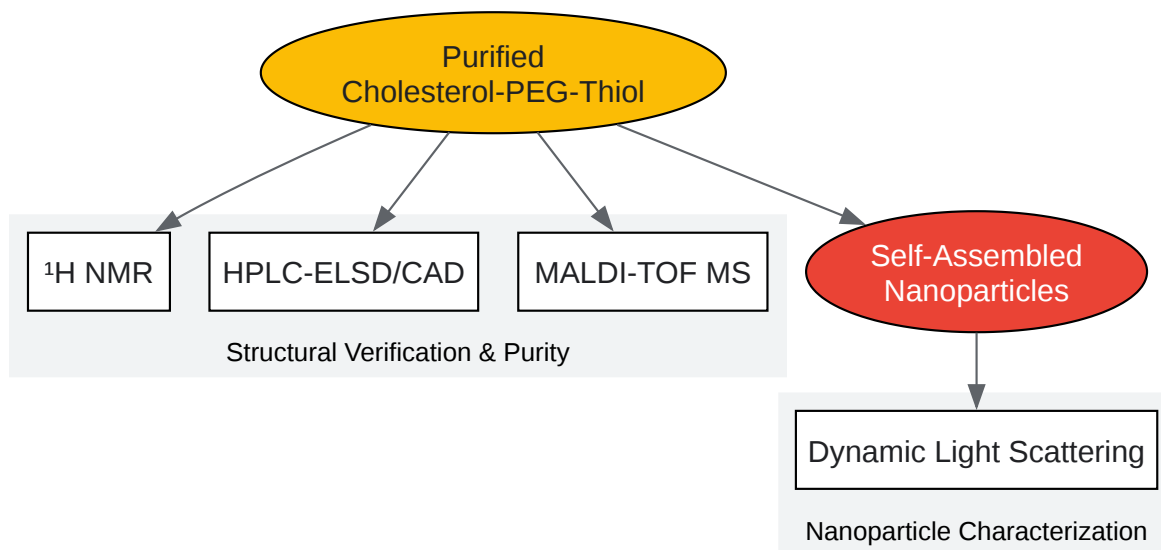 Purified
Cholesterol-PEG-Thiol
¹H NMR
HPLC-ELSD/CAD
MALDI-TOF MS
Self-Assembled
Nanoparticles
Structural Verification & Purity
Dynamic Light Scattering
Nanoparticle Characterization